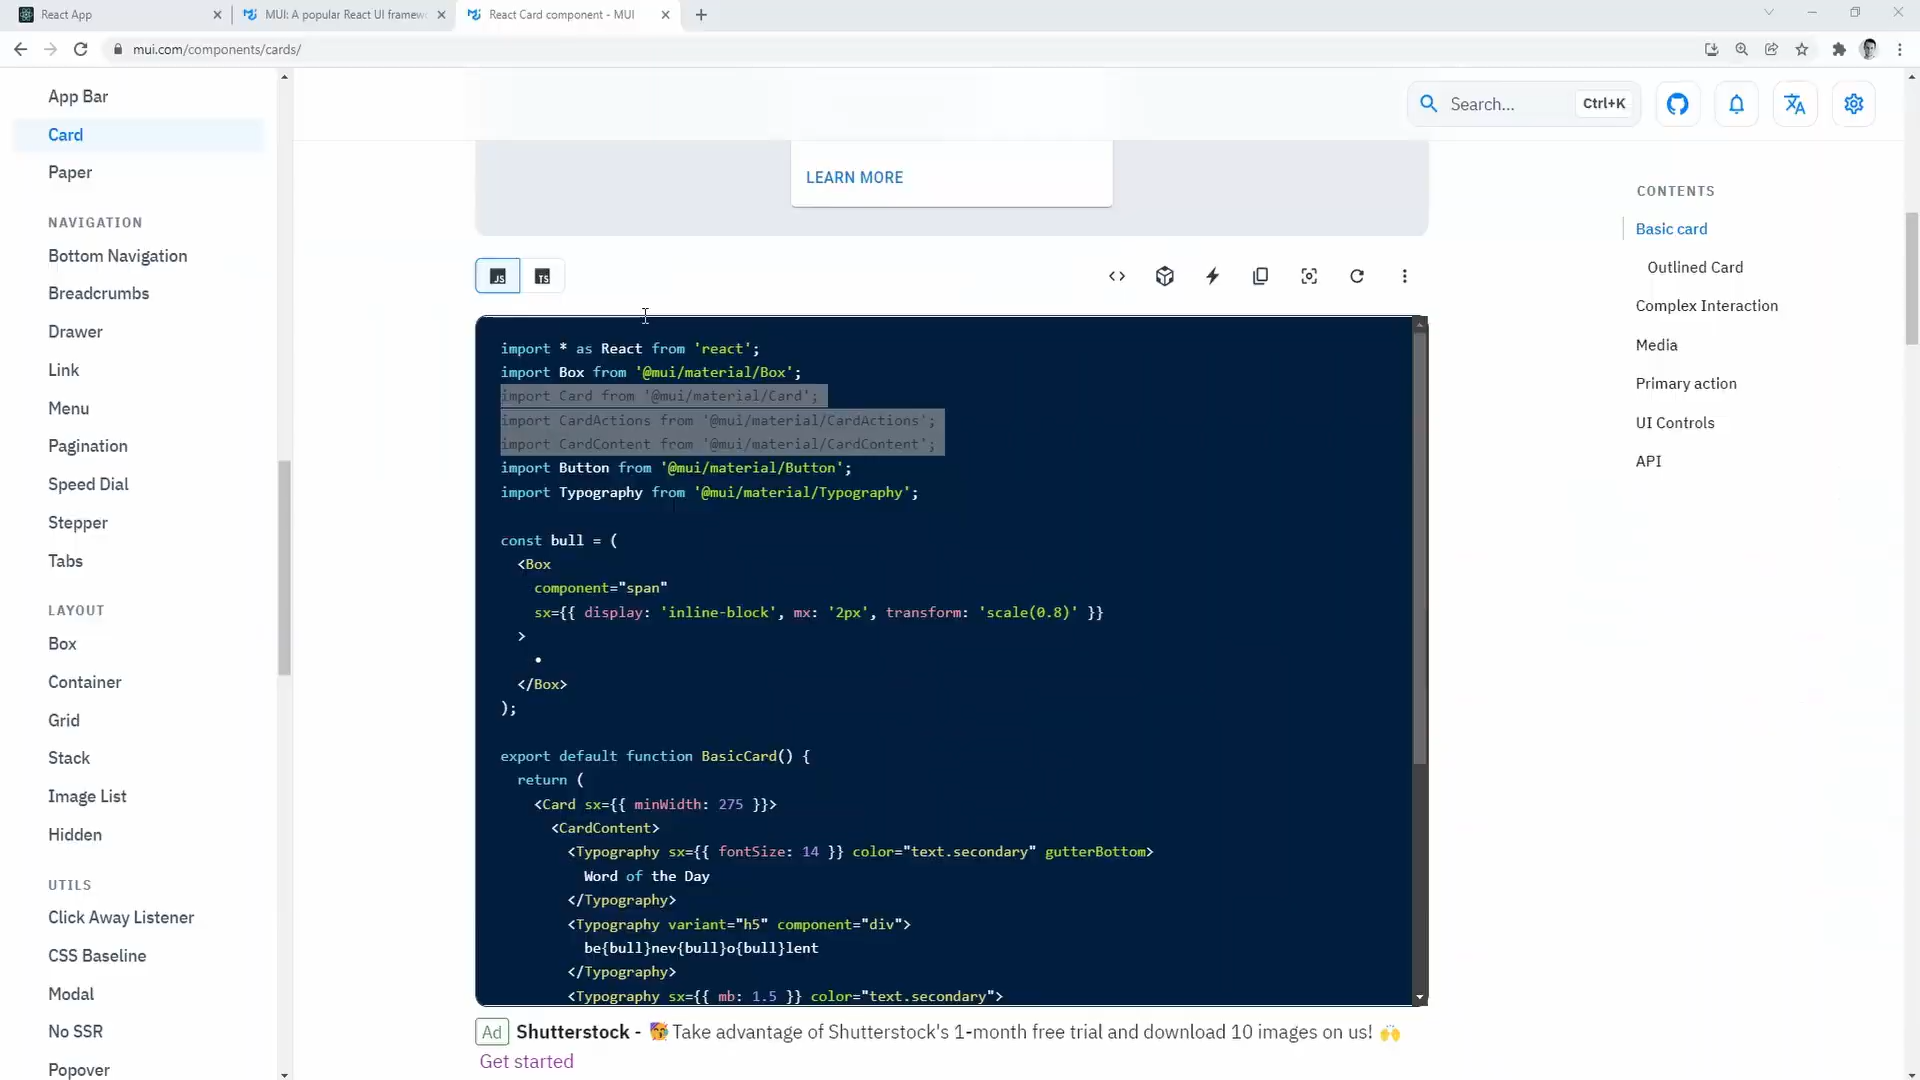 React App
MUI: A popular React UI framew
React Card component - MUI
mui.com/components/cards/
App Bar
Card
Paper
NAVIGATION
Bottom Navigation
Breadcrumbs
Drawer
Link
Menu
Pagination
Speed Dial
Stepper
Tabs
LAYOUT
Box
Container
Grid
Stack
Image List
Hidden
UTILS
Click Away Listener
CSS Baseline
Modal
No SSR
Popover
Search... Ctrl+K
LEARN MORE
JS TS
import * as React from 'react';
import Box from '@mui/material/Box';
import Card from '@mui/material/Card';
import CardActions from '@mui/material/CardActions';
import CardContent from '@mui/material/CardContent';
import Button from '@mui/material/Button';
import Typography from '@mui/material/Typography';
const bull = (
<Box
component="span"
sx={{ display: 'inline-block', mx: '2px', transform: 'scale(0.8)' }}
>
•
</Box>
);
export default function BasicCard() {
return (
<Card sx={{ minWidth: 275 }}>
<CardContent>
<Typography sx={{ fontSize: 14 }} color="text.secondary" gutterBottom>
Word of the Day
</Typography>
<Typography variant="h5" component="div">
be{bull}nev{bull}o{bull}lent
</Typography>
<Typography sx={{ mb: 1.5 }} color="text.secondary">
Ad Shutterstock - 🥳 Take advantage of Shutterstock's 1-month free trial and download 10 images on us! 🙌
Get started
CONTENTS
Basic card
Outlined Card
Complex Interaction
Media
Primary action
UI Controls
API